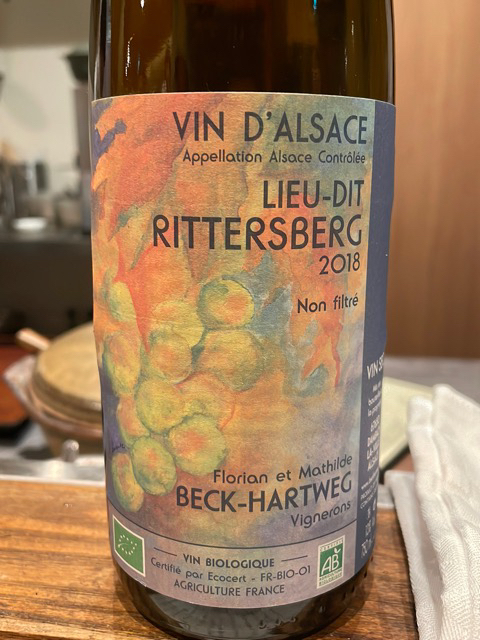 VIN D'ALSACE
Appellation Alsace Contrôlée
LIEU-DIT
RITTERSBERG
2018
Non filtré
Florian et Mathilde
BECK-HARTWEG
Vignerons
VIN BIOLOGIQUE
Certifié par Ecocert - FR-BIO-01
AGRICULTURE FRANCE
AB